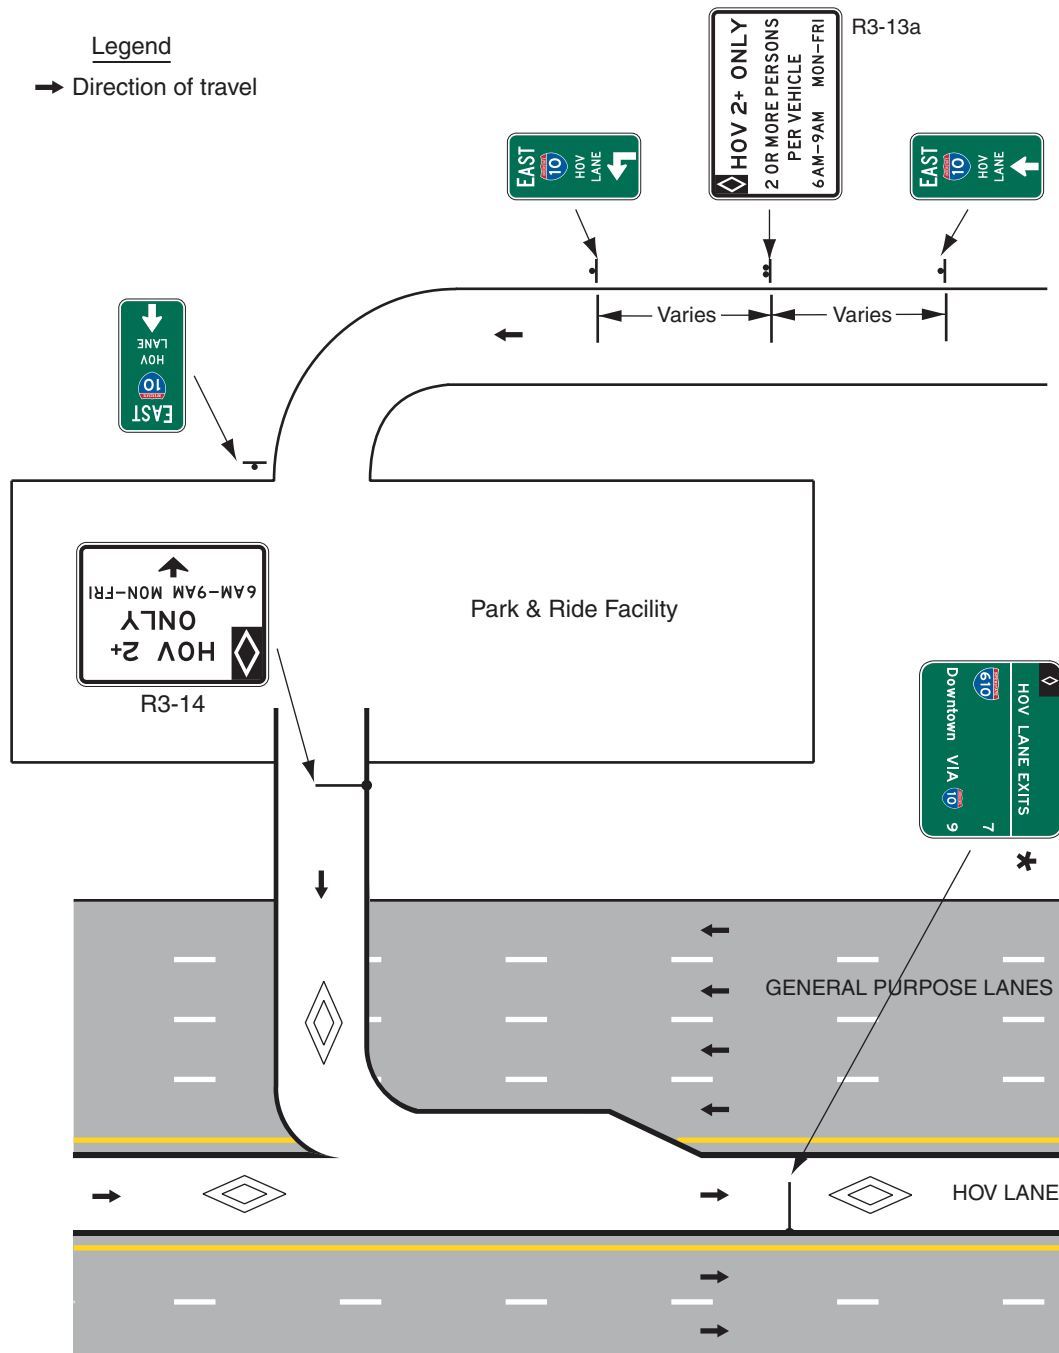 Legend
Direction of travel
R3-13a
HOV 2+ ONLY
2 OR MORE PERSONS
PER VEHICLE
6AM–9AM MON–FRI
EAST
10
HOV
LANE
EAST
10
HOV
LANE
Varies
Varies
EAST
10
HOV
LANE
HOV 2+
ONLY
6AM–9AM MON–FRI
R3-14
Park & Ride Facility
HOV LANE EXITS
610 7
Downtown VIA 10 9
*
GENERAL PURPOSE LANES
HOV LANE